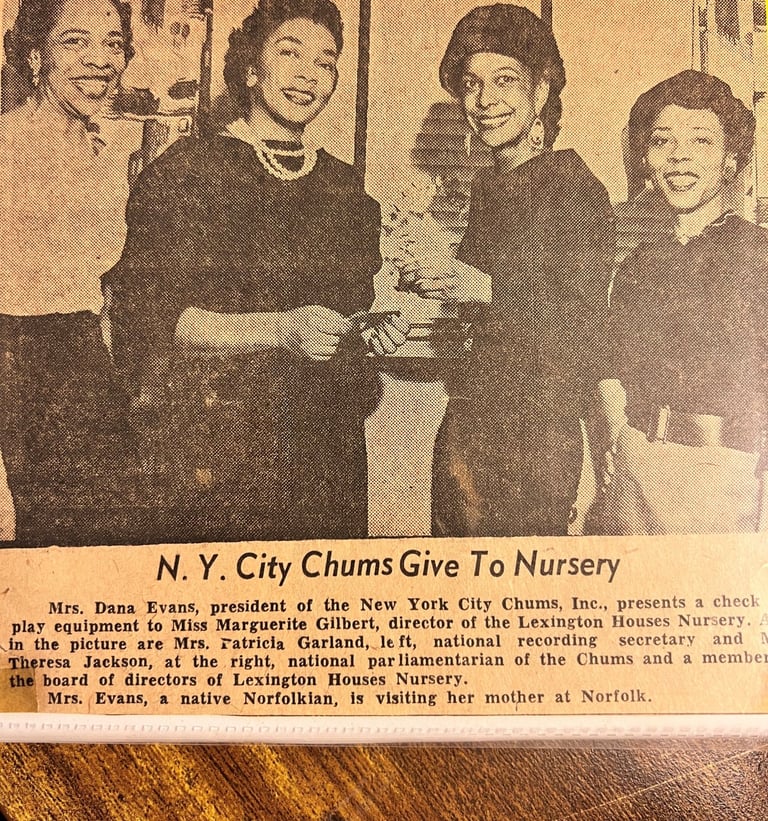 N. Y. City Chums Give To Nursery
Mrs. Dana Evans, president of the New York City Chums, Inc., presents a check
play equipment to Miss Marguerite Gilbert, director of the Lexington Houses Nursery.
in the picture are Mrs. Patricia Garland, left, national recording secretary and
Theresa Jackson, at the right, national parliamentarian of the Chums and a member
the board of directors of Lexington Houses Nursery.
Mrs. Evans, a native Norfolkian, is visiting her mother at Norfolk.